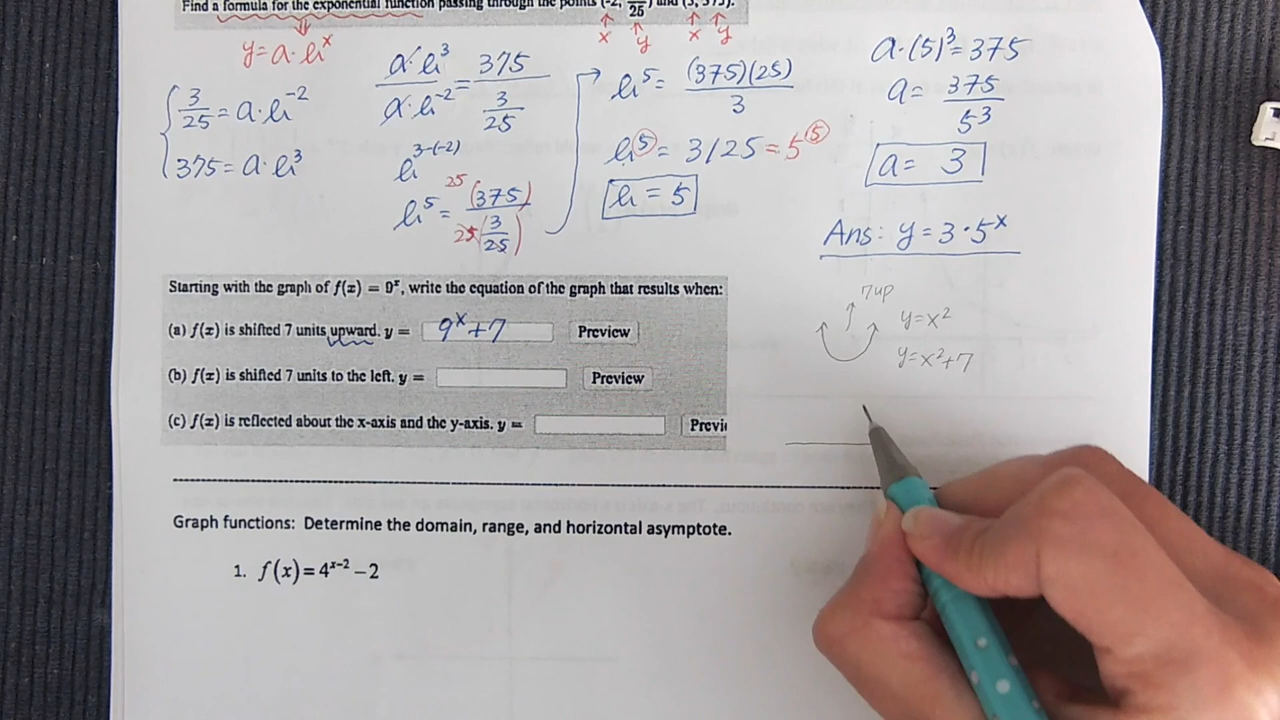 Find a formula for the exponential function passing through the points (-2, 3/25) and (3, 375).
x y x y
y = a · b^x
{ 3/25 = a · b^-2
375 = a · b^3
a · b^3 / a · b^-2 = 375 / (3/25)
b^3-(-2)
b^5 = 25 (375) / 25 (3/25)
b^5 = (375)(25) / 3
b^5 = 3125 = 5^5
b = 5
a · (5)^3 = 375
a = 375 / 5^3
a = 3
Ans: y = 3 · 5^x
Starting with the graph of f(x) = 9^x, write the equation of the graph that results when:
(a) f(x) is shifted 7 units upward. y = 9^x + 7 Preview
(b) f(x) is shifted 7 units to the left. y = Preview
(c) f(x) is reflected about the x-axis and the y-axis. y = Previ
7up
y = x^2
y = x^2 + 7
Graph functions: Determine the domain, range, and horizontal asymptote.
1. f(x) = 4^x-2 – 2